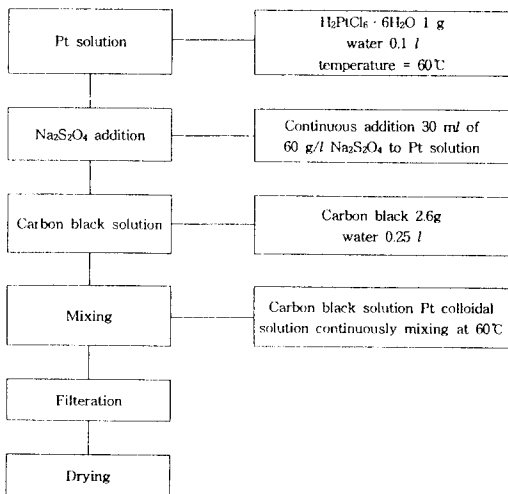 Pt solution
H₂PtCl₆ · 6H₂O 1 g
water 0.1 l
temperature = 60℃
Na₂S₂O₄ addition
Continuous addition 30 ml of
60 g/l Na₂S₂O₄ to Pt solution
Carbon black solution
Carbon black 2.6g
water 0.25 l
Mixing
Carbon black solution Pt colloidal
solution continuously mixing at 60℃
Filteration
Drying